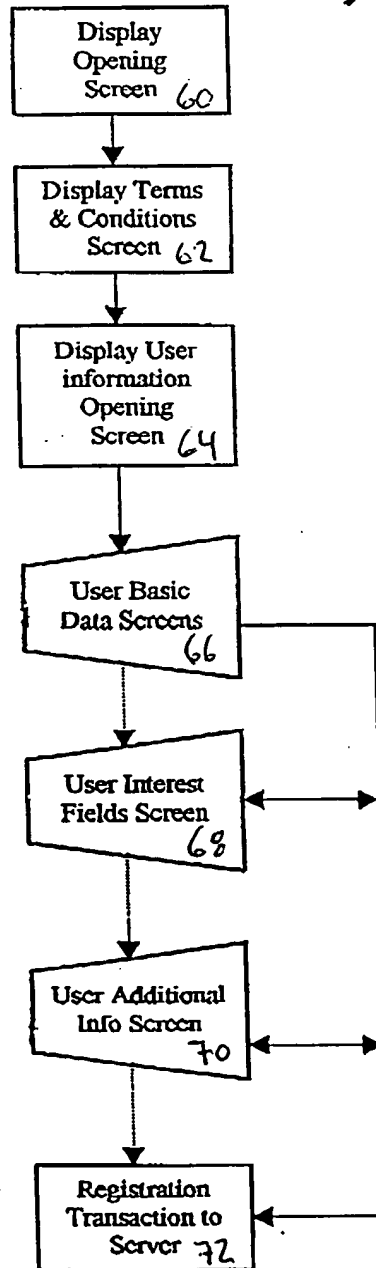 Display
Opening
Screen 60
Display Terms
& Conditions
Screen 62
Display User
information
Opening
Screen 64
User Basic
Data Screens
66
User Interest
Fields Screen
68
User Additional
Info Screen
70
Registration
Transaction to
Server 72